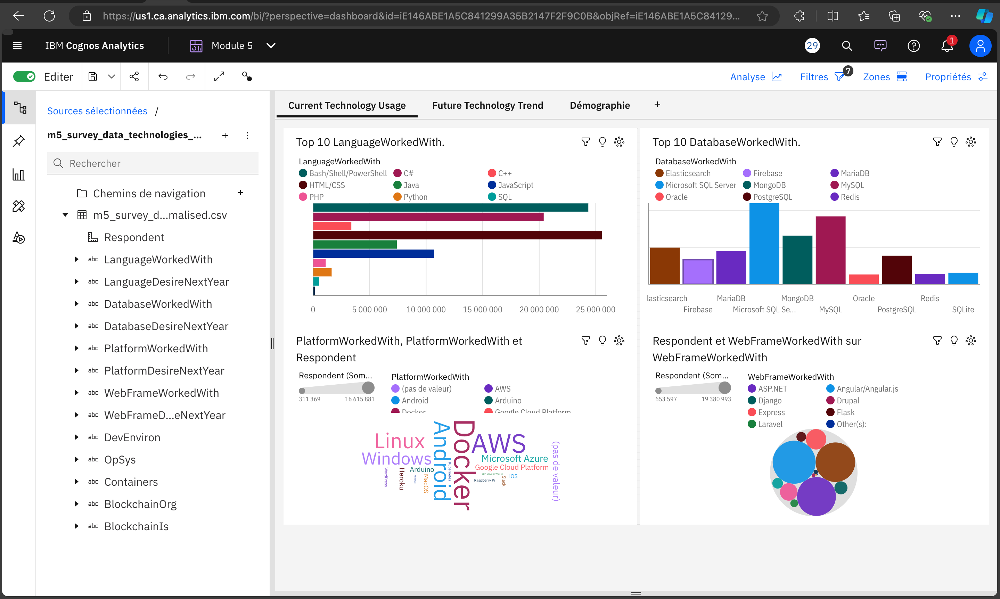 https://us1.ca.analytics.ibm.com/bi/?perspective=dashboard&id=iE146ABE1A5C841299A35B2147F2F9C0B&objRef=iE146ABE1A5C84129...
IBM Cognos Analytics
Module 5
29
1
Editer
Analyse
Filtres
7
Zones
Propriétés
Sources sélectionnées /
m5_survey_data_technologies_...
Rechercher
Chemins de navigation
m5_survey_d...malised.csv
Respondent
abc LanguageWorkedWith
abc LanguageDesireNextYear
abc DatabaseWorkedWith
abc DatabaseDesireNextYear
abc PlatformWorkedWith
abc PlatformDesireNextYear
abc WebFrameWorkedWith
abc WebFrameD...eNextYear
abc DevEnviron
abc OpSys
abc Containers
abc BlockchainOrg
abc BlockchainIs
Current Technology Usage
Future Technology Trend
Démographie
Top 10 LanguageWorkedWith.
LanguageWorkedWith
Bash/Shell/PowerShell C# C++
HTML/CSS Java JavaScript
PHP Python SQL
0 5 000 000 10 000 000 15 000 000 20 000 000 25 000 000
Top 10 DatabaseWorkedWith.
DatabaseWorkedWith
Elasticsearch Firebase MariaDB
Microsoft SQL Server MongoDB MySQL
Oracle PostgreSQL Redis
lasticsearch MariaDB MongoDB Oracle Redis
Firebase Microsoft SQL Se... MySQL PostgreSQL SQLite
PlatformWorkedWith, PlatformWorkedWith et
Respondent
Respondent (Som...
311 369 16 615 881
PlatformWorkedWith
(pas de valeur) AWS
Android Arduino
Docker Google Cloud Platform
Linux
Windows
Android
Docker
AWS
Microsoft Azure
Google Cloud Platform
(pas de valeur)
WordPress
Heroku
Arduino
MacOS
Kubernetes
IBM Cloud or Watson
Raspberry Pi
Slack
iOS
Respondent et WebFrameWorkedWith sur
WebFrameWorkedWith
Respondent (Som...
653 597 19 380 993
WebFrameWorkedWith
ASP.NET Angular/Angular.js
Django Drupal
Express Flask
Laravel Other(s):